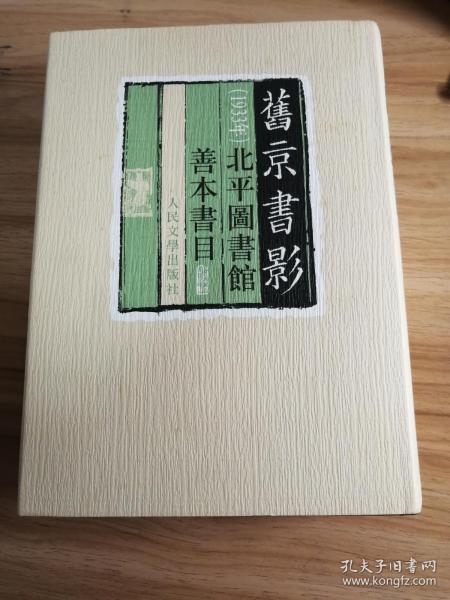 舊京書影
（1933年）北平圖書館
善本書目
人民文學出版社
孔夫子旧书网
www.kongfz.com